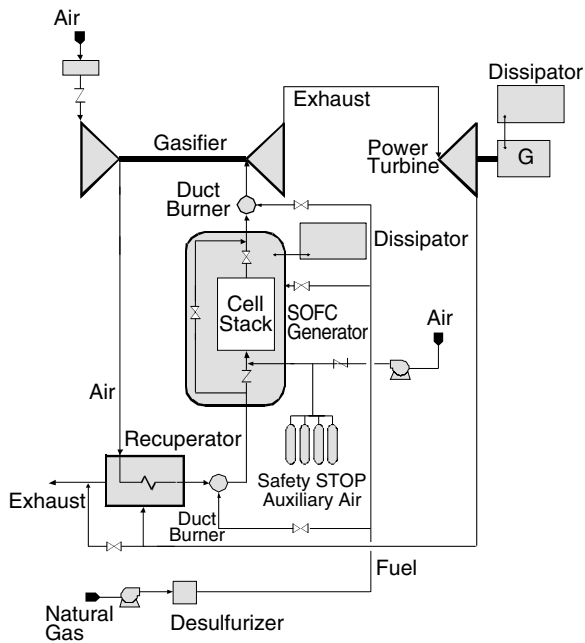 Air
Dissipator
Exhaust
Gasifier
Power
Turbine
G
Duct
Burner
Dissipator
Cell
Stack
SOFC
Generator
Air
Air
Recuperator
Safety STOP
Auxiliary Air
Exhaust
Duct
Burner
Fuel
Natural
Gas
Desulfurizer